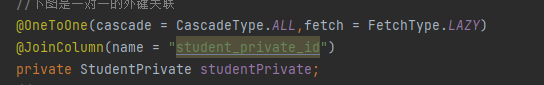 //下图是一对一的外键关联
@OneToOne(cascade = CascadeType.ALL,fetch = FetchType.LAZY)
@JoinColumn(name = "student_private_id")
private StudentPrivate studentPrivate;